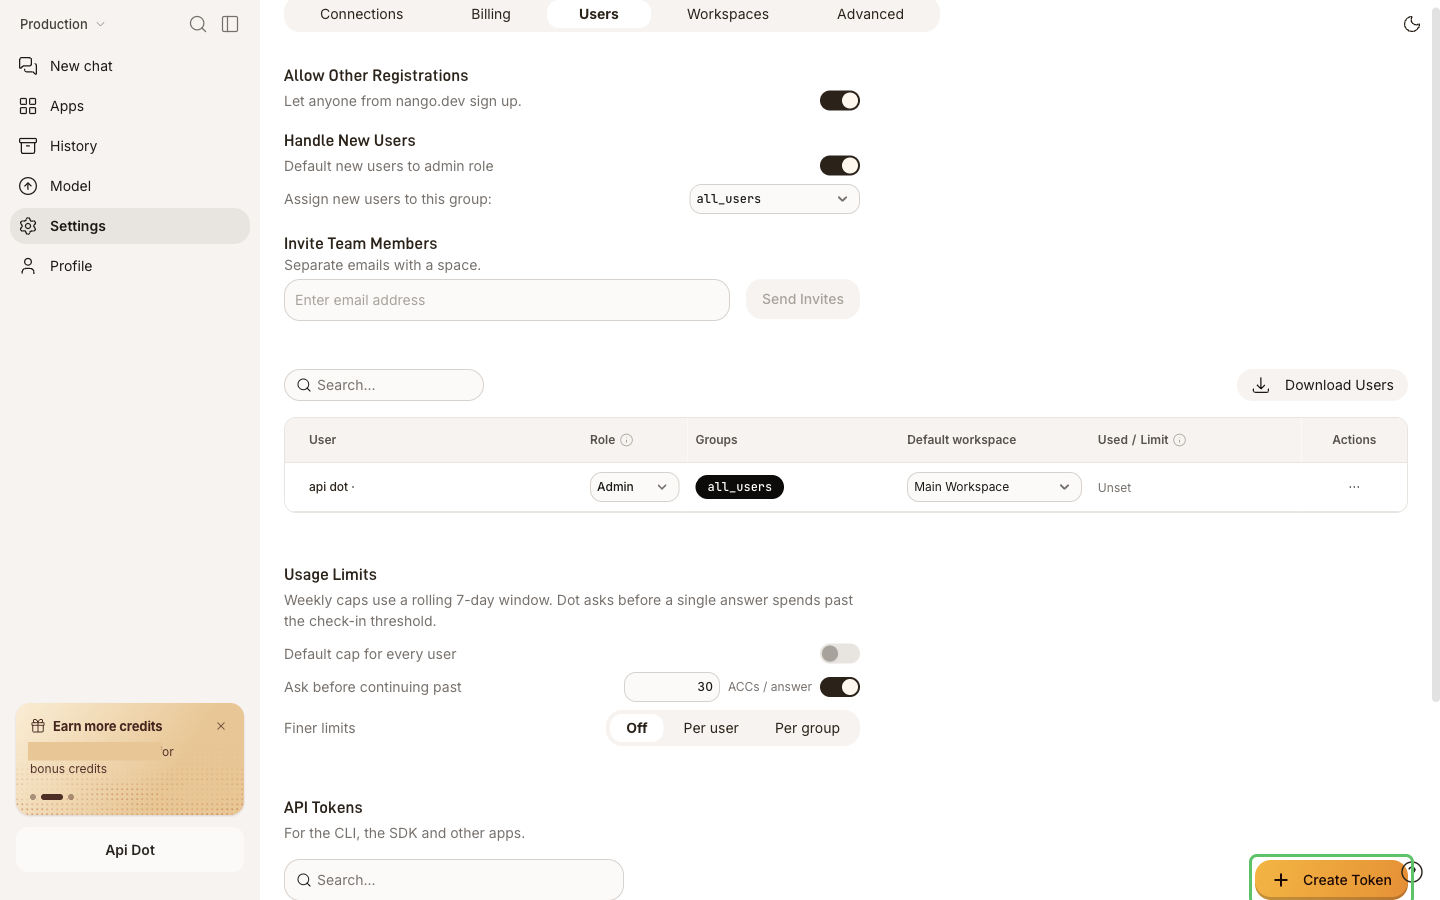 Production
New chat
Apps
History
Model
Settings
Profile
Earn more credits
or
bonus credits
Api Dot
Connections
Billing
Users
Workspaces
Advanced
Allow Other Registrations
Let anyone from nango.dev sign up.
Handle New Users
Default new users to admin role
Assign new users to this group:
all_users
Invite Team Members
Separate emails with a space.
Enter email address
Send Invites
Search...
Download Users
User
Role
Groups
Default workspace
Used / Limit
Actions
api dot ·
Admin
all_users
Main Workspace
Unset
...
Usage Limits
Weekly caps use a rolling 7-day window. Dot asks before a single answer spends past
the check-in threshold.
Default cap for every user
Ask before continuing past
30
ACCs / answer
Finer limits
Off
Per user
Per group
API Tokens
For the CLI, the SDK and other apps.
Search...
Create Token